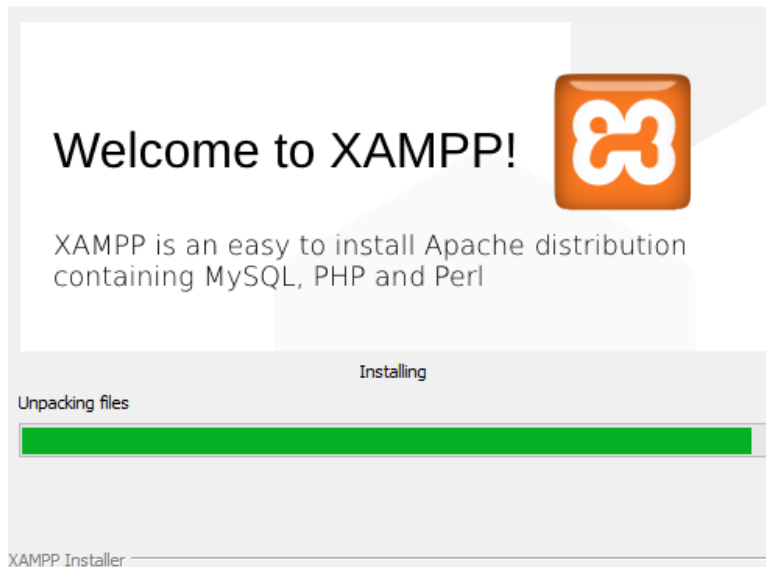 Welcome to XAMPP!
XAMPP is an easy to install Apache distribution
containing MySQL, PHP and Perl
Installing
Unpacking files
XAMPP Installer